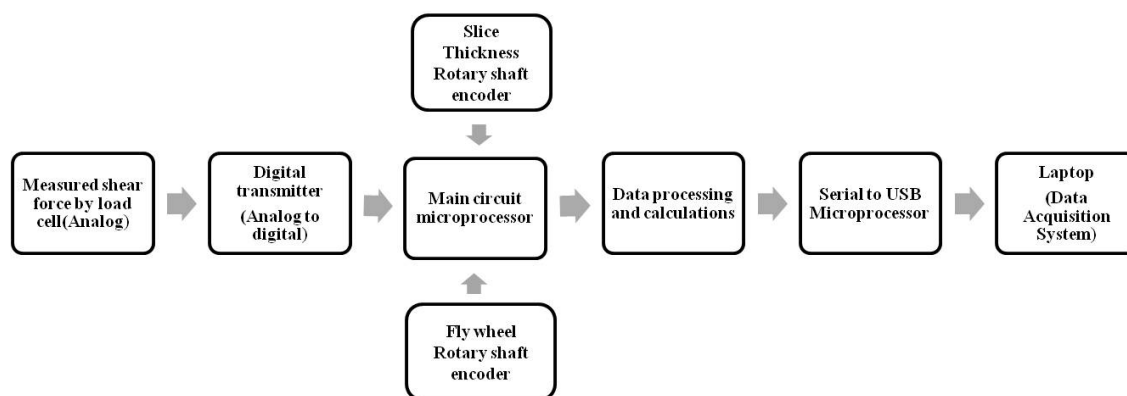 Slice
Thickness
Rotary shaft
encoder
Measured shear
force by load
cell(Analog)
Digital
transmitter
(Analog to
digital)
Main circuit
microprocessor
Data processing
and calculations
Serial to USB
Microprocessor
Laptop
(Data
Acquisition
System)
Fly wheel
Rotary shaft
encoder